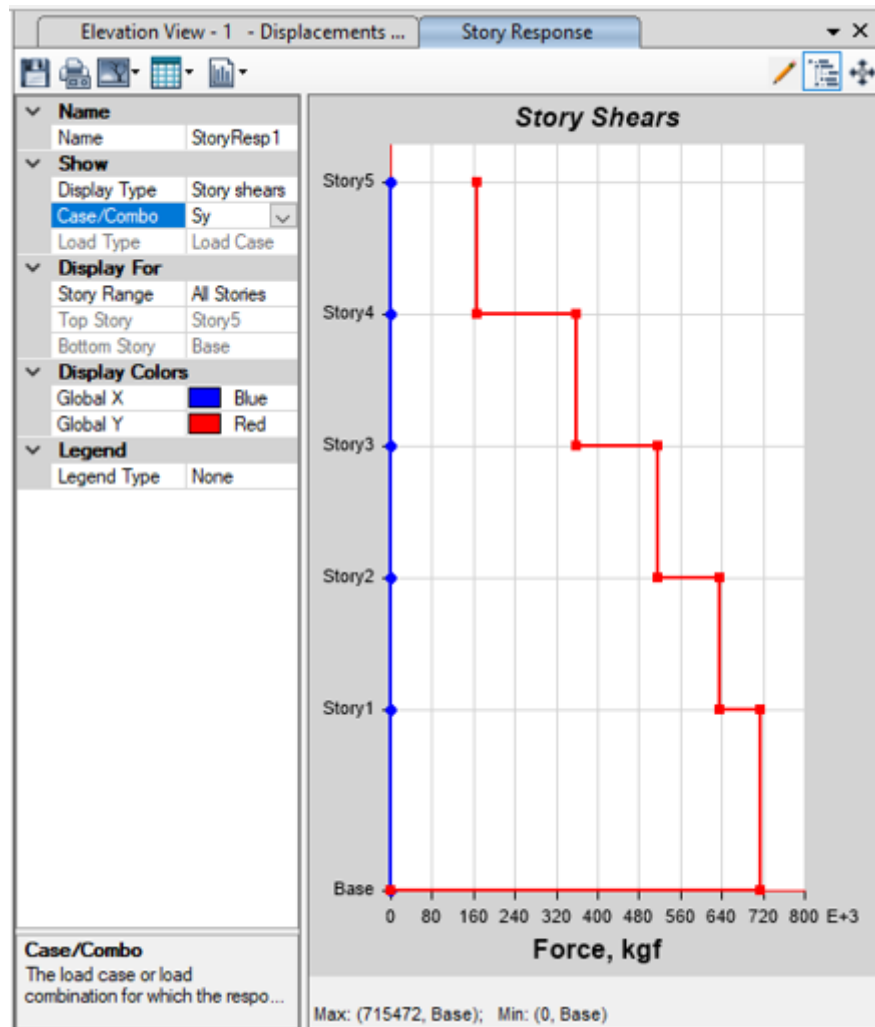 Elevation View - 1 - Displacements ...
Story Response
Name
Name StoryResp1
Show
Display Type Story shears
Case/Combo Sy
Load Type Load Case
Display For
Story Range All Stories
Top Story Story5
Bottom Story Base
Display Colors
Global X Blue
Global Y Red
Legend
Legend Type None
Case/Combo
The load case or load
combination for which the respo...
Story Shears
Story5
Story4
Story3
Story2
Story1
Base
0 80 160 240 320 400 480 560 640 720 800 E+3
Force, kgf
Max: (715472, Base); Min: (0, Base)